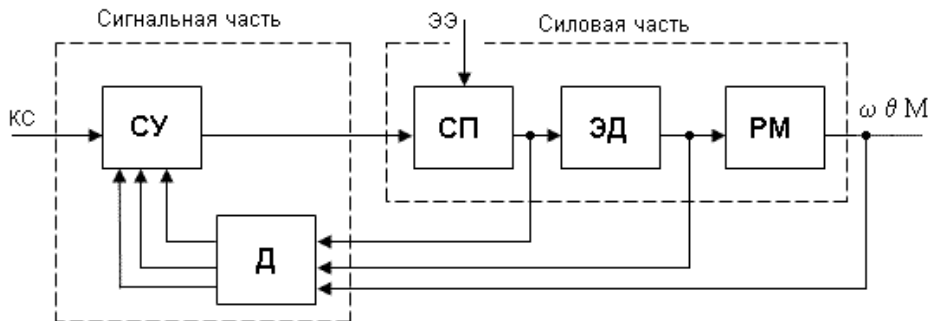 Сигнальная часть
ЭЭ
Силовая часть
КС
СУ
СП
ЭД
РМ
ω θ М
Д